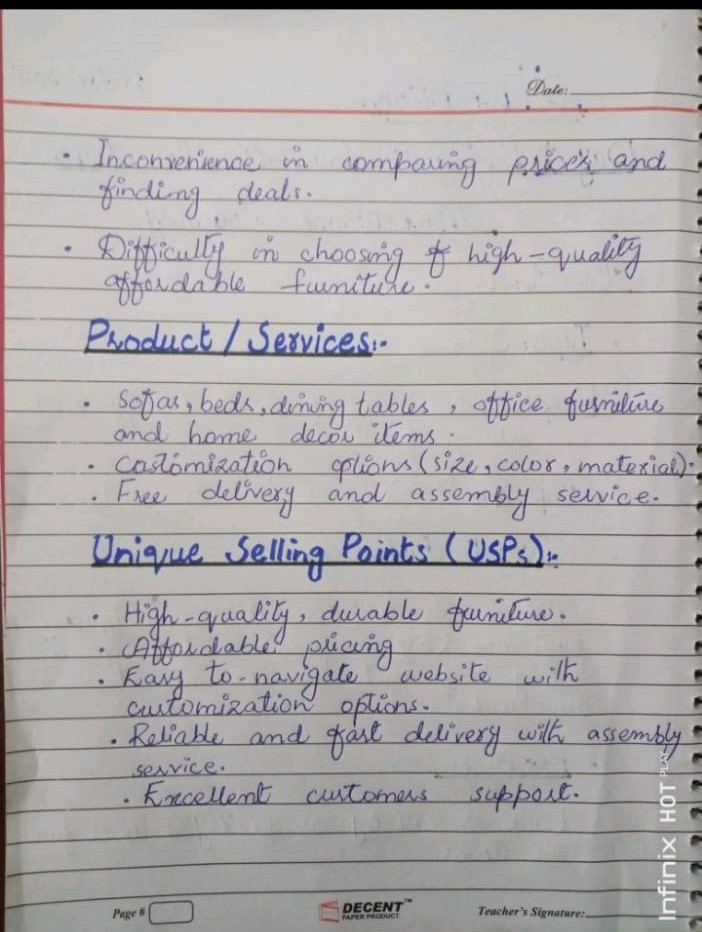 Date:
• Inconvenience in comparing prices and
finding deals.
• Difficulty in choosing of high-quality
affordable furniture.
Product / Services:-
• Sofas, beds, dining tables, office furniture
and home decor items.
• Castomization options (size, color, material).
• Free delivery and assembly service.
Unique Selling Points (USPs):-
• High-quality, durable furniture.
• Affordable pricing
• Easy to-navigate website with
customization options.
• Reliable and fast delivery with assembly
service.
• Excellent customers support.
Page #
DECENT™
PAPER PRODUCT
Teacher's Signature:
Infinix HOT PLAY